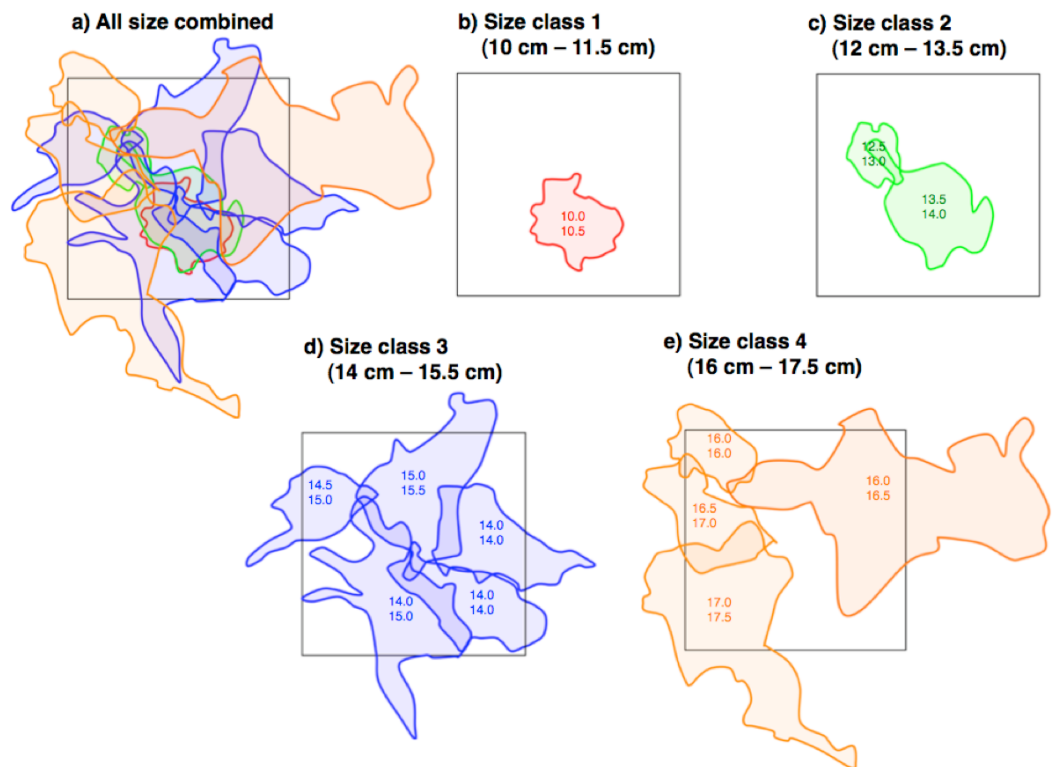 a) All size combined
b) Size class 1
(10 cm – 11.5 cm)
c) Size class 2
(12 cm – 13.5 cm)
10.0
10.5
12.5
13.0
13.5
14.0
d) Size class 3
(14 cm – 15.5 cm)
14.5
15.0
15.0
15.5
14.0
14.0
14.0
15.0
14.0
14.0
e) Size class 4
(16 cm – 17.5 cm)
16.0
16.0
16.0
16.5
16.5
17.0
17.0
17.5